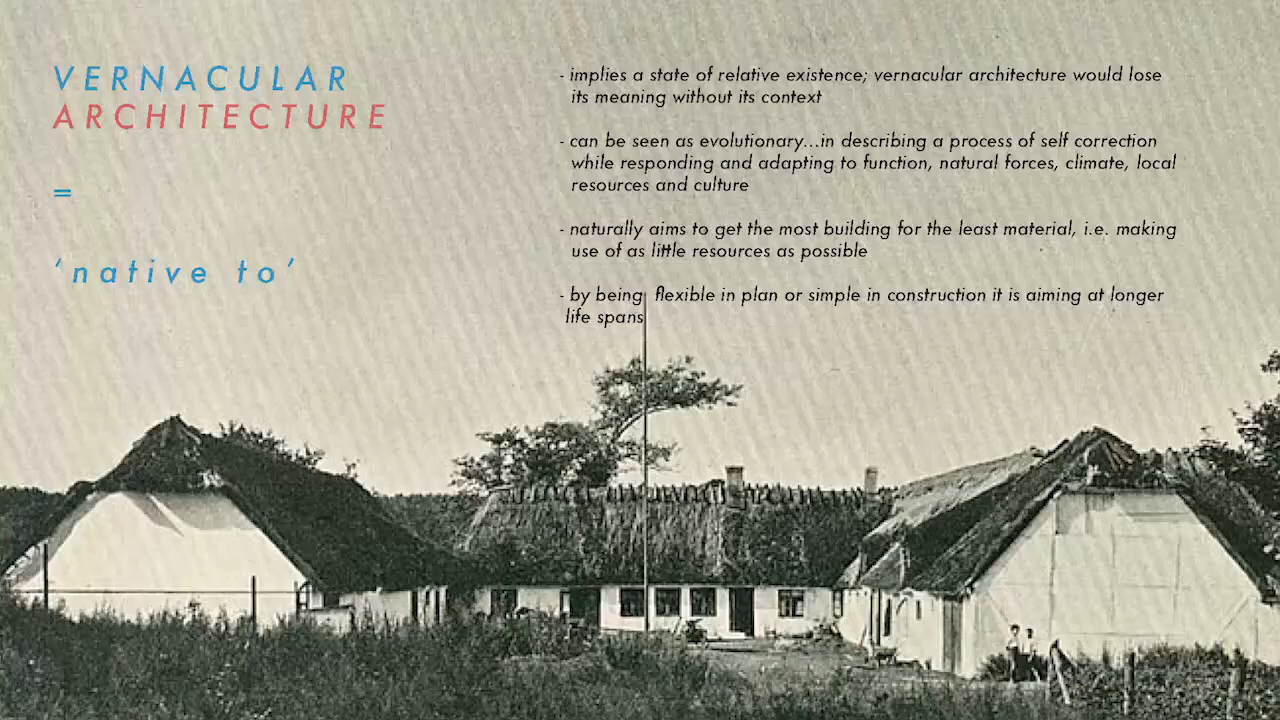 VERNACULAR
ARCHITECTURE
=
‘native to’
- implies a state of relative existence; vernacular architecture would lose
its meaning without its context
- can be seen as evolutionary...in describing a process of self correction
while responding and adapting to function, natural forces, climate, local
resources and culture
- naturally aims to get the most building for the least material, i.e. making
use of as little resources as possible
- by being flexible in plan or simple in construction it is aiming at longer
life spans